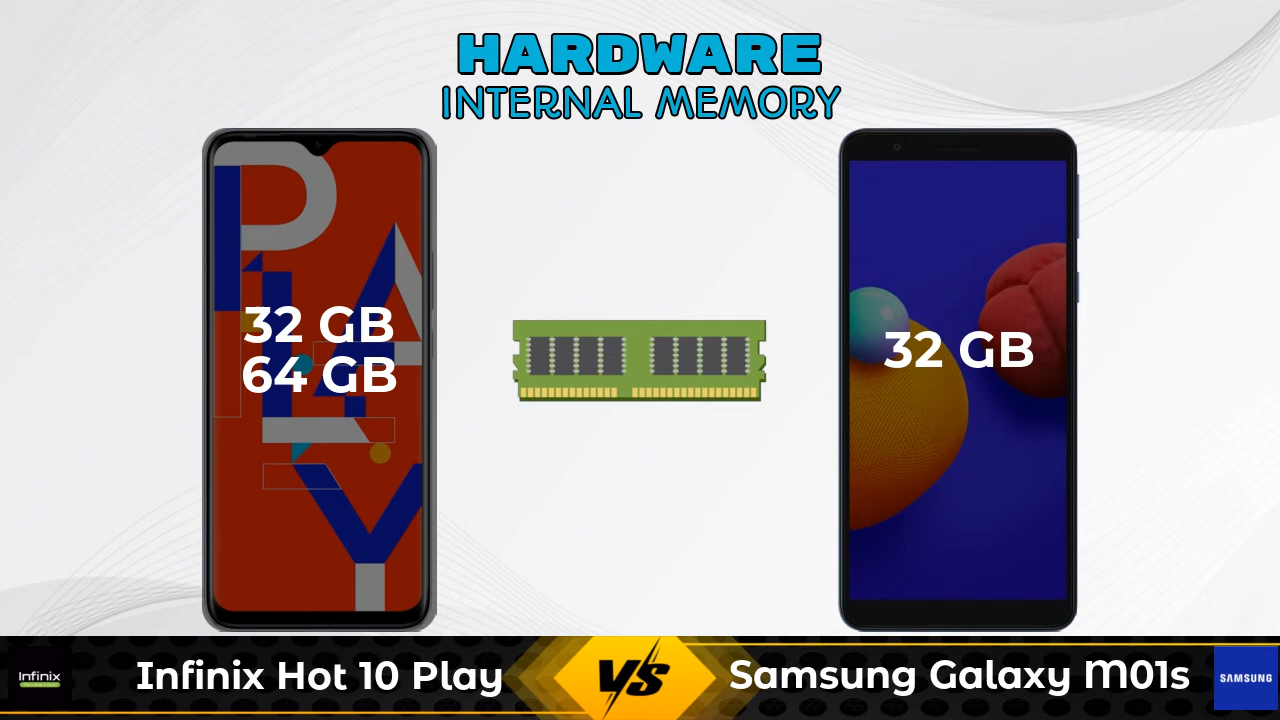 HARDWARE
INTERNAL MEMORY
PLAY
32 GB
64 GB
32 GB
Infinix
Infinix Hot 10 Play
VS
Samsung Galaxy M01s
SAMSUNG